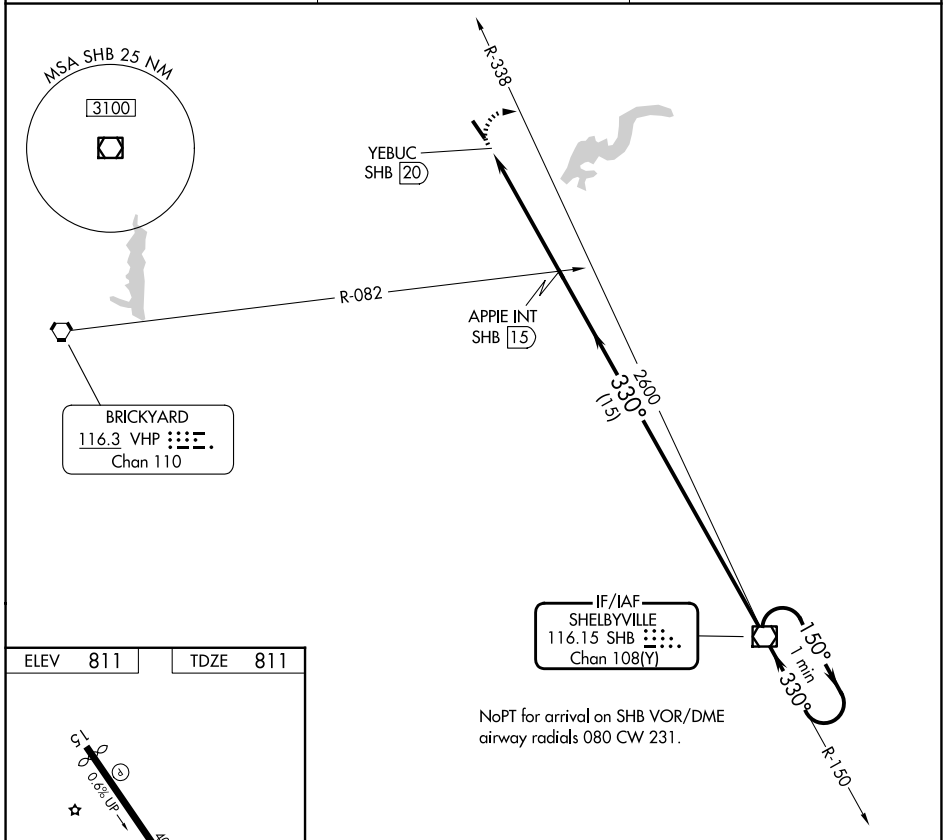 MSA SHB 25 NM
3100
R-338
YEBUC
SHB 20
R-082
APPIE INT
SHB 15
BRICKYARD
116.3 VHP
Chan 110
2600
330°
(15)
IF/IAF
SHELBYVILLE
116.15 SHB
Chan 108(Y)
150°
1 min
330°
R-150
NoPT for arrival on SHB VOR/DME
airway radials 080 CW 231.
ELEV 811
TDZE 811
15
P
0.6% UP